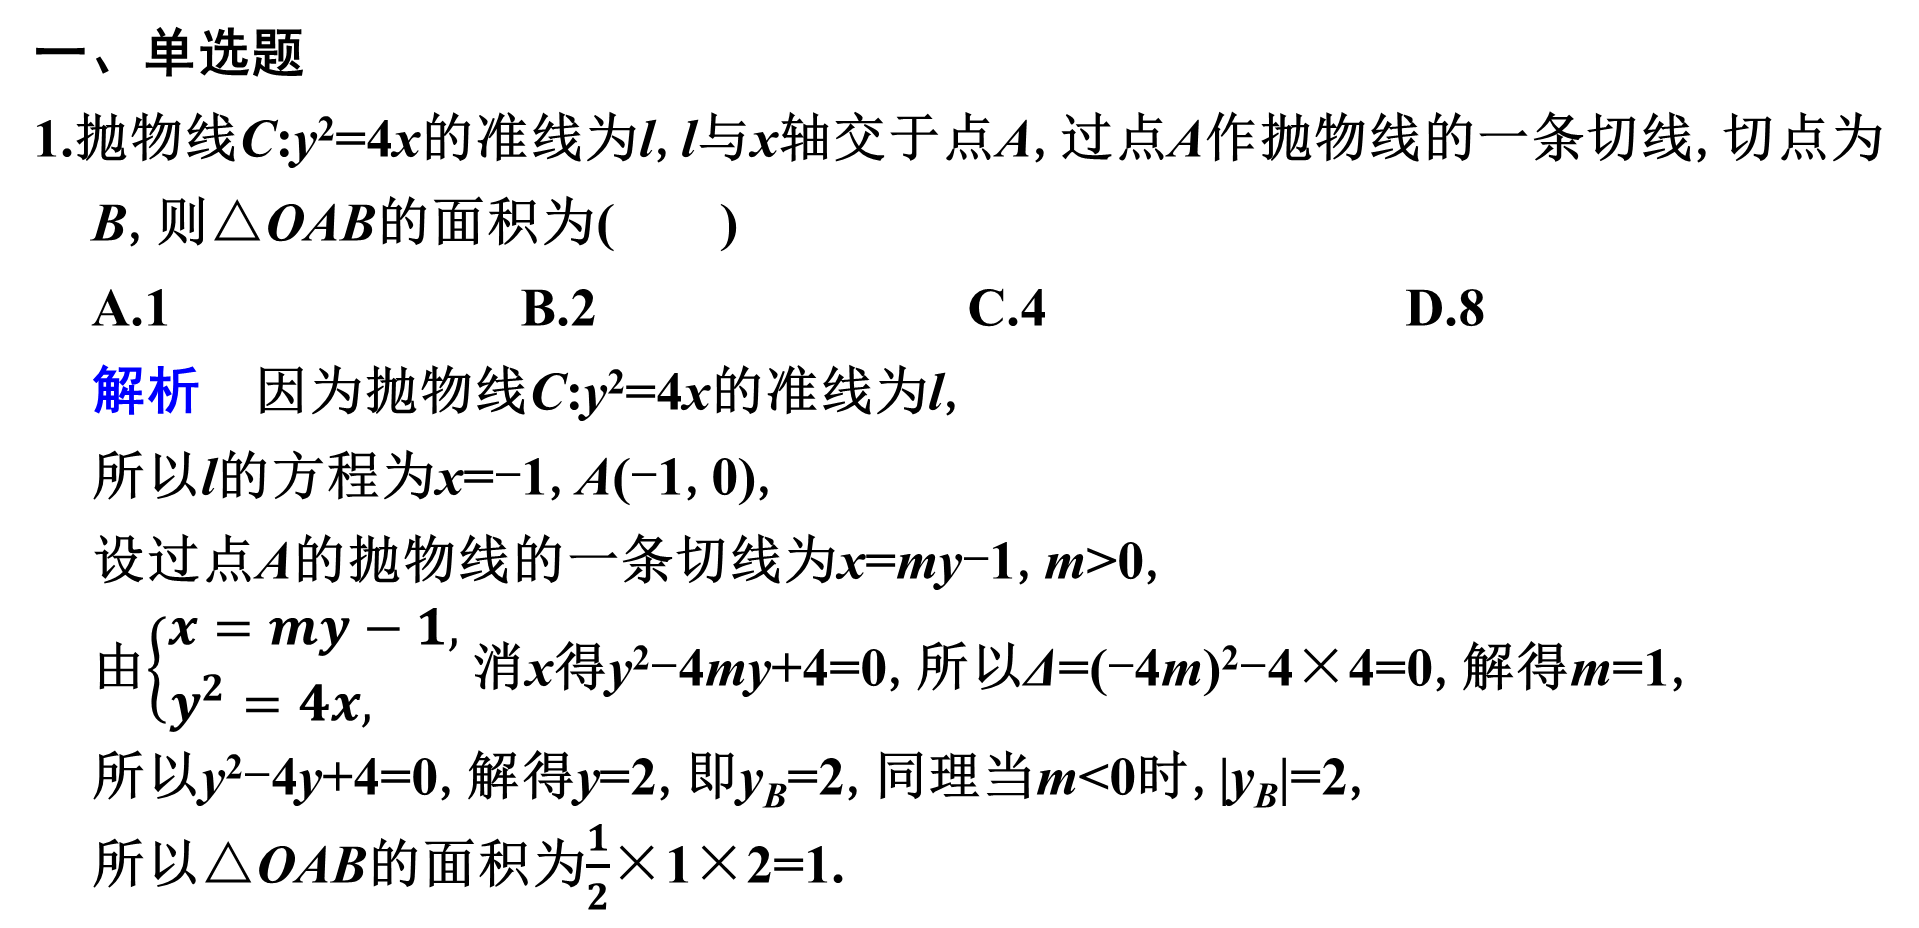 一、单选题
1.抛物线C:y²=4x的准线为l, l与x轴交于点A, 过点A作抛物线的一条切线, 切点为
B, 则△OAB的面积为(  )
A.1 B.2 C.4 D.8
解析 因为抛物线C:y²=4x的准线为l,
所以l的方程为x=−1, A(−1, 0),
设过点A的抛物线的一条切线为x=my−1, m>0,
由{x = my − 1, y² = 4x, 消x得y²−4my+4=0, 所以Δ=(−4m)²−4×4=0, 解得m=1,
所以y²−4y+4=0, 解得y=2, 即y_B=2, 同理当m<0时, |y_B|=2,
所以△OAB的面积为1/2×1×2=1.